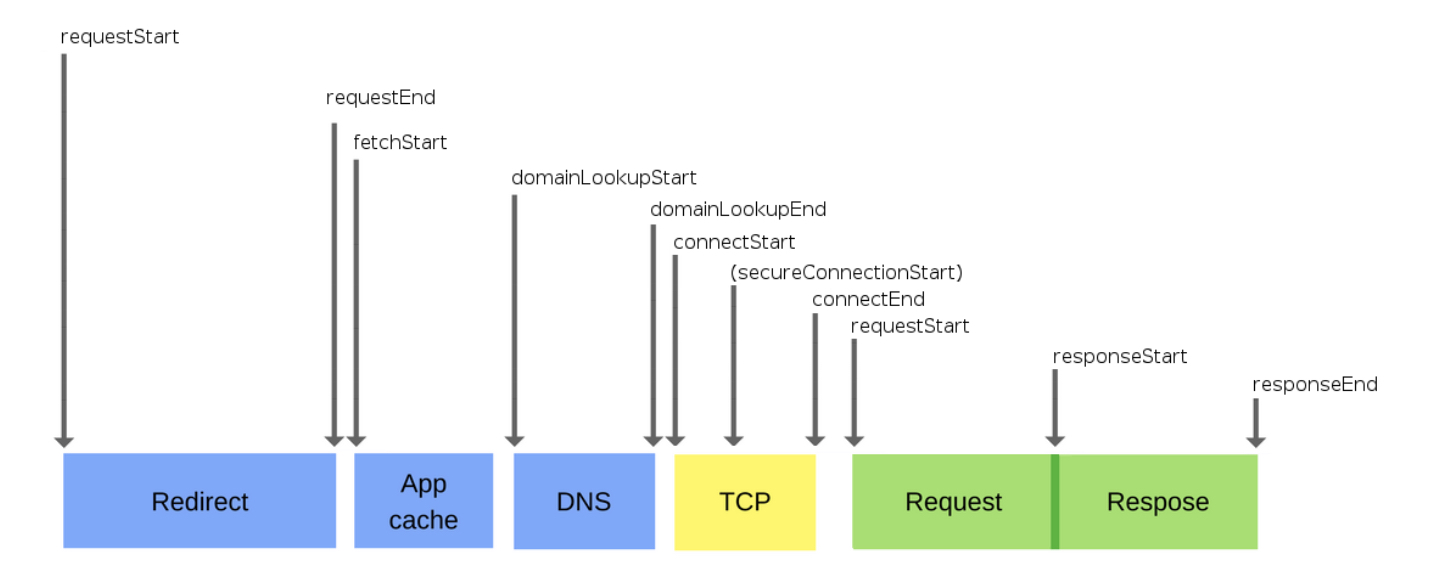 requestStart
requestEnd
fetchStart
domainLookupStart
domainLookupEnd
connectStart
(secureConnectionStart)
connectEnd
requestStart
responseStart
responseEnd
Redirect
App
cache
DNS
TCP
Request
Respose